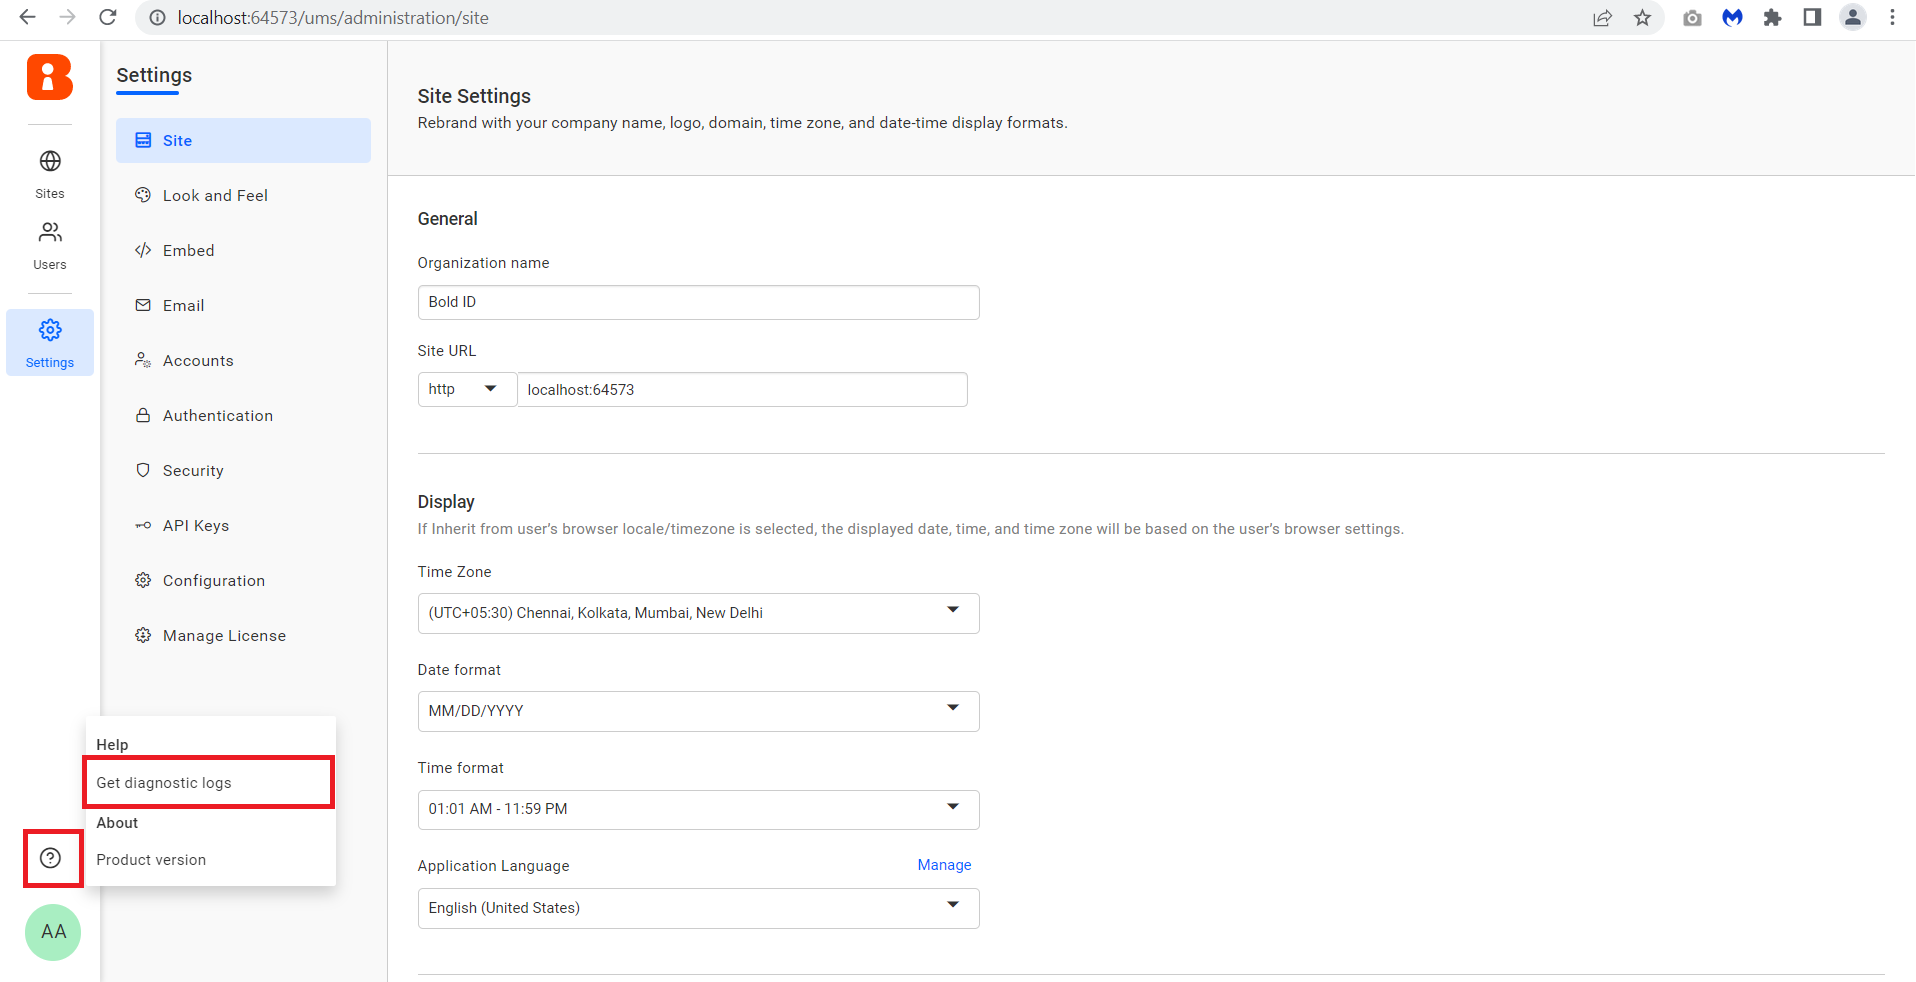 localhost:64573/ums/administration/site
Sites
Users
Settings
AA
Settings
Site
Look and Feel
Embed
Email
Accounts
Authentication
Security
API Keys
Configuration
Manage License
Help
Get diagnostic logs
About
Product version
Site Settings
Rebrand with your company name, logo, domain, time zone, and date-time display formats.
General
Organization name
Bold ID
Site URL
http localhost:64573
Display
If Inherit from user’s browser locale/timezone is selected, the displayed date, time, and time zone will be based on the user’s browser settings.
Time Zone
(UTC+05:30) Chennai, Kolkata, Mumbai, New Delhi
Date format
MM/DD/YYYY
Time format
01:01 AM - 11:59 PM
Application Language Manage
English (United States)